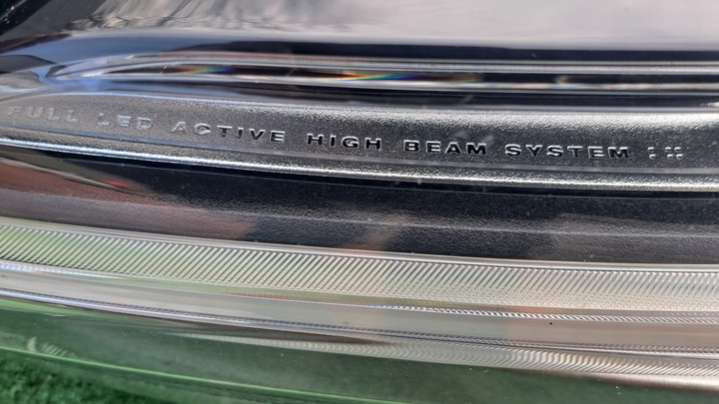 FULL LED ACTIVE HIGH BEAM SYSTEM